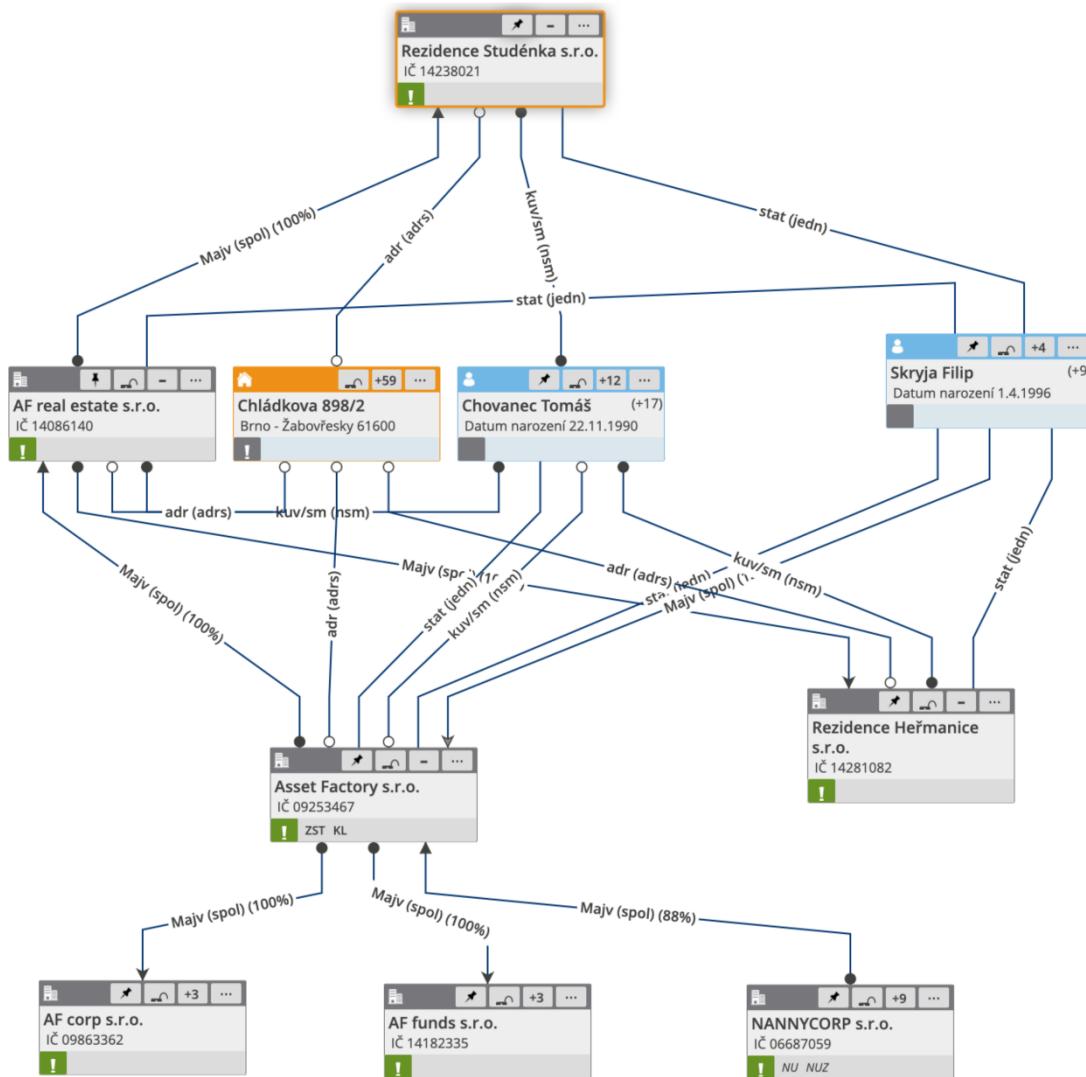 Rezidence Studénka s.r.o.
IČ 14238021
Majv (spol) (100%)
adr (adrs)
kuv/sm (nsm)
stat (jedn)
stat (jedn)
+4
Skryja Filip
(+9
Datum narození 1.4.1996
AF real estate s.r.o.
IČ 14086140
+59
Chládkova 898/2
Brno - Žabovřesky 61600
+12
Chovanec Tomáš
(+17)
Datum narození 22.11.1990
adr (adrs)
kuv/sm (nsm)
Majv (spol)
adr (adrs)
kuv/sm (nsm)
stat (jedn)
Majv (spol) (100%)
adr (adrs)
stat (jedn)
kuv/sm (nsm)
stat (jedn)
Majv (spol)
Rezidence Heřmanice
s.r.o.
IČ 14281082
Asset Factory s.r.o.
IČ 09253467
ZST KL
Majv (spol) (100%)
Majv (spol) (100%)
Majv (spol) (88%)
+3
AF corp s.r.o.
IČ 09863362
+3
AF funds s.r.o.
IČ 14182335
+9
NANNYCORP s.r.o.
IČ 06687059
NU NUZ